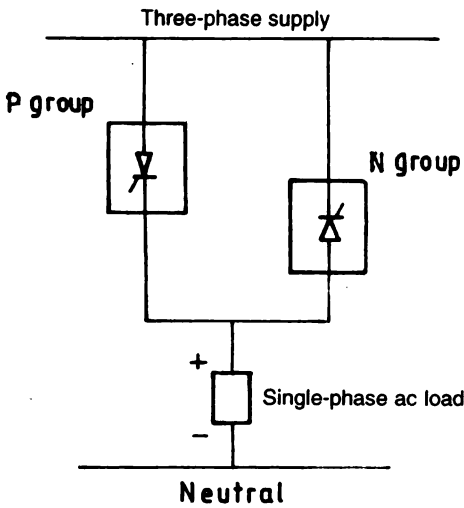 Three-phase supply
P group
N group
+
Single-phase ac load
−
Neutral